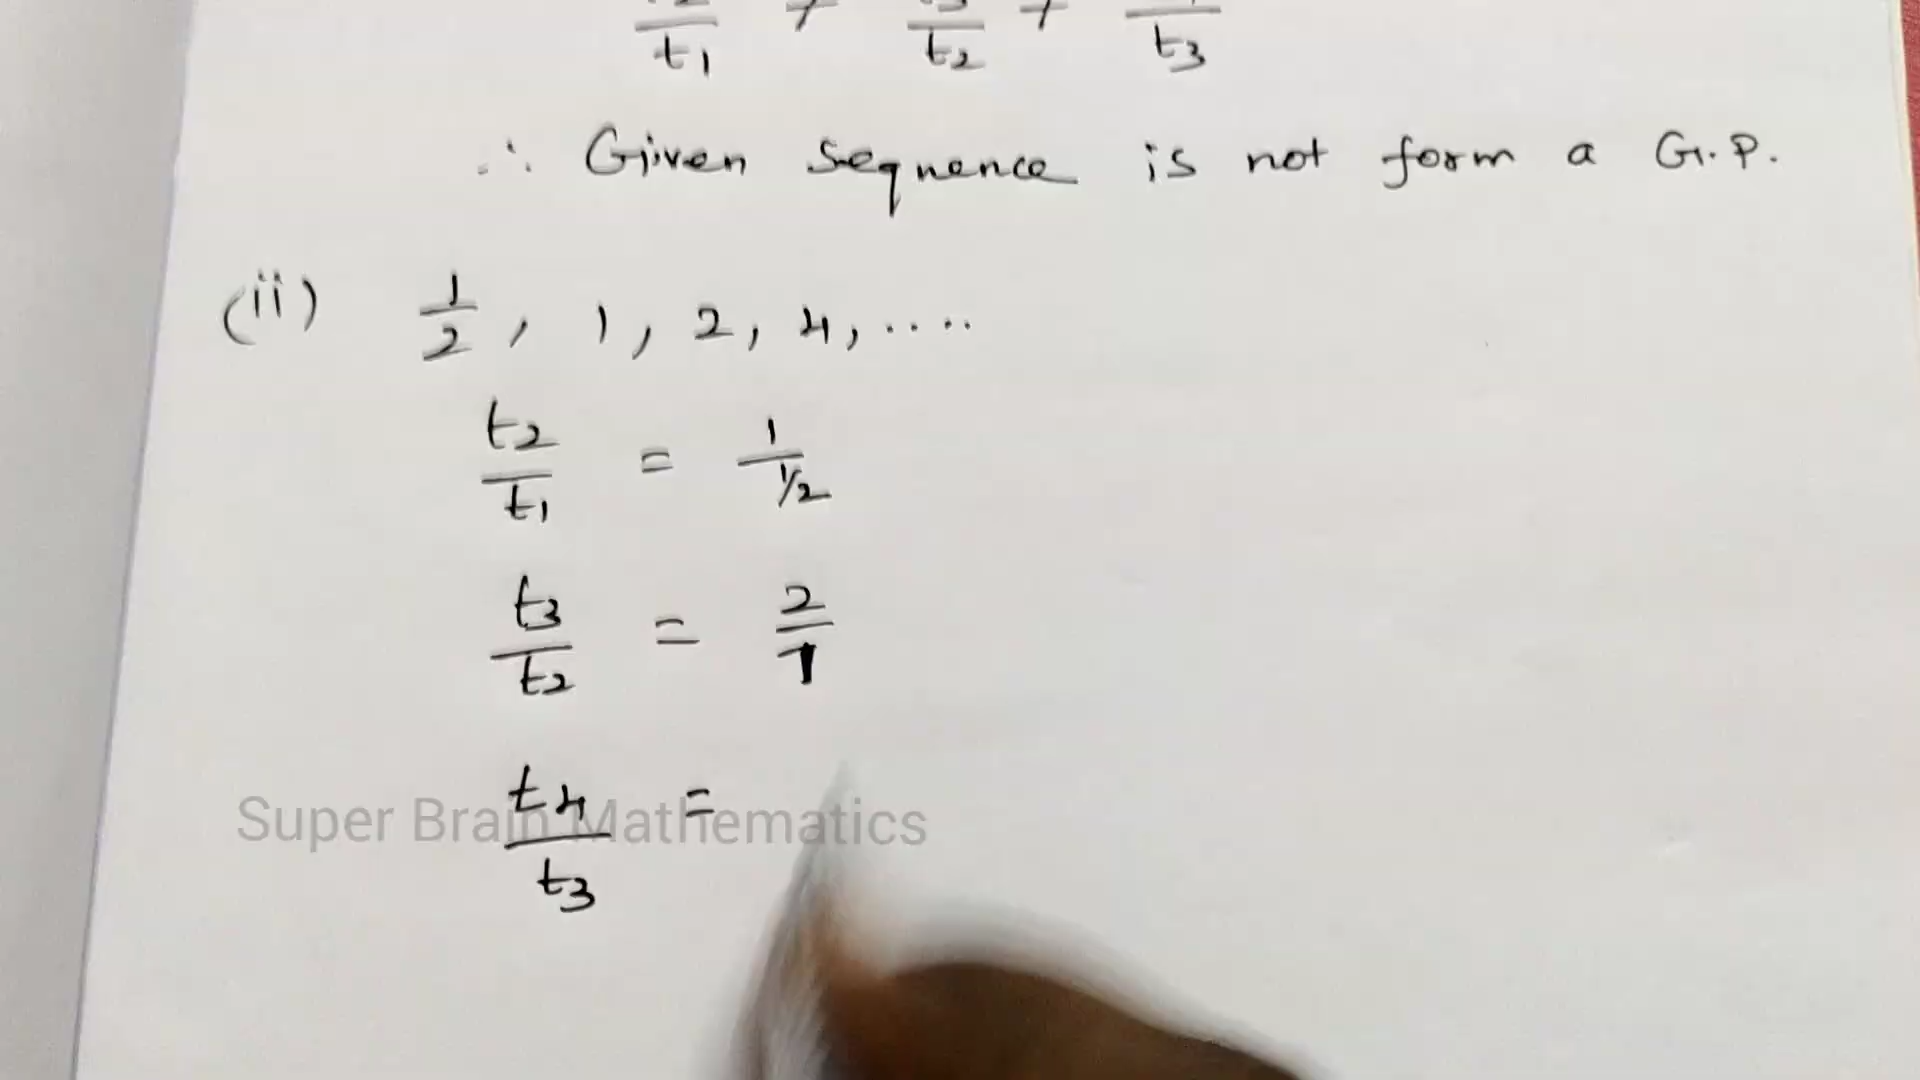 t1 t2 t3
∴ Given sequence is not form a G.P.
(ii) 1/2, 1, 2, 4, ....
t2/t1 = 1/1/2
t3/t2 = 2/1
t4/t3 =
Super Brain Mathematics